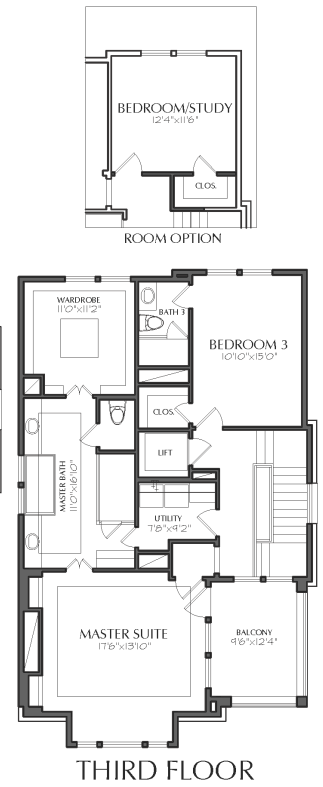 BEDROOM/STUDY
12'4"x11'6"
CLOS.
ROOM OPTION
WARDROBE
11'0"x11'2"
BATH 3
BEDROOM 3
10'10"x15'0"
CLOS.
LIFT
MASTER BATH
11'0"x16'10"
UTILITY
7'8"x9'2"
MASTER SUITE
17'6"x13'10"
BALCONY
9'6"x12'4"
THIRD FLOOR